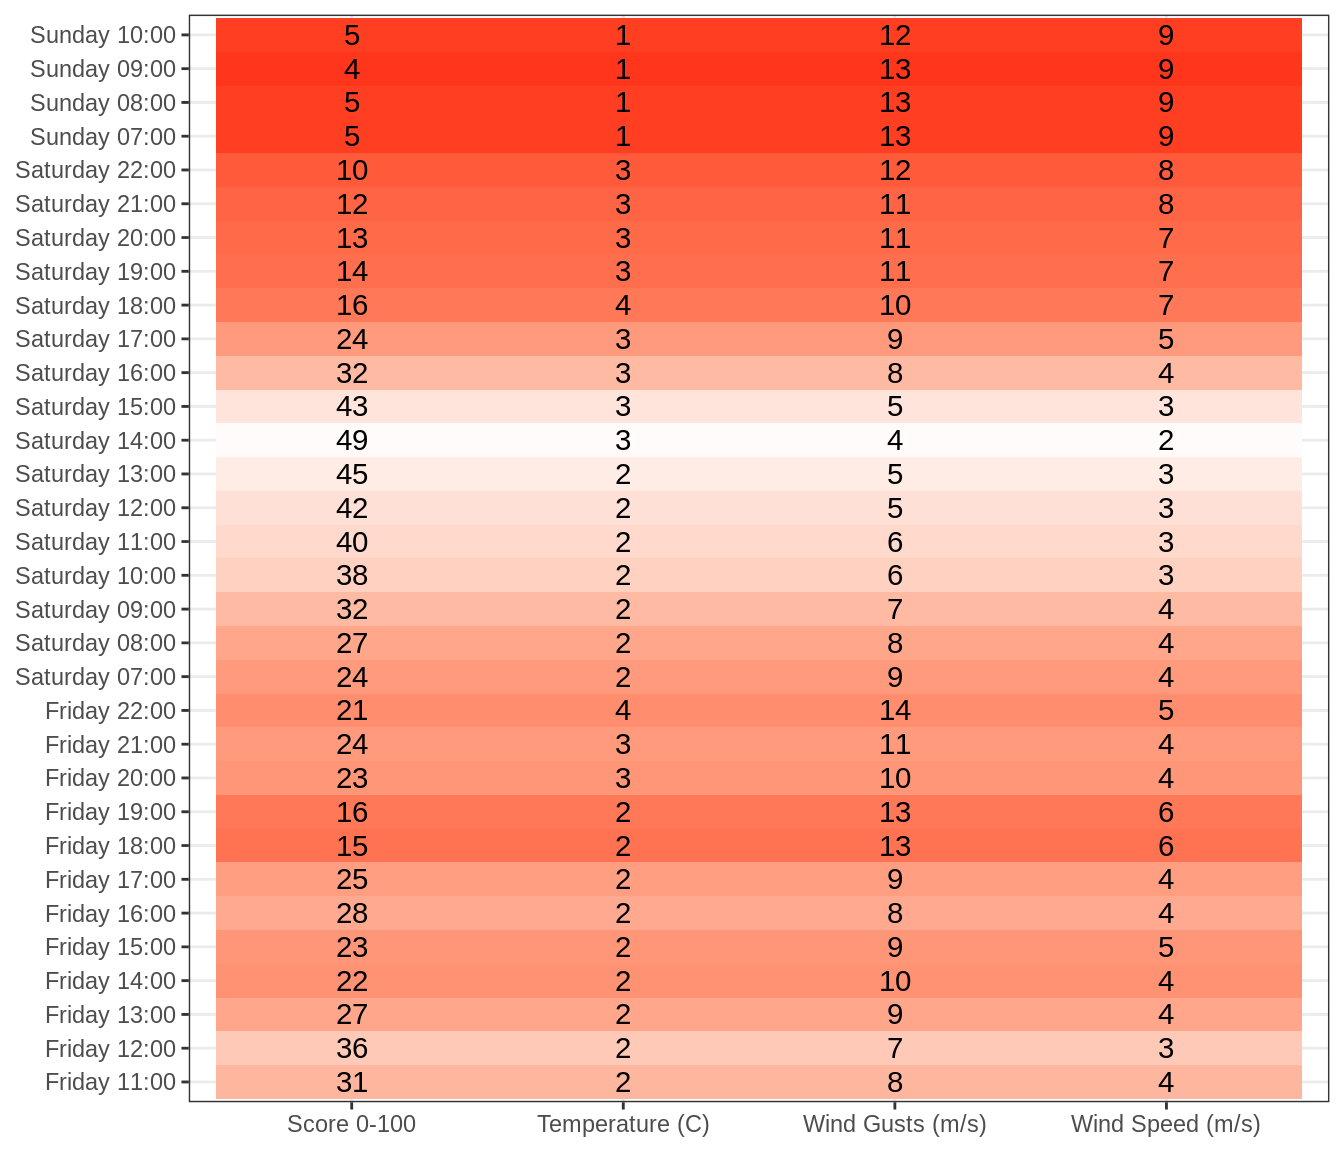 Sunday 10:00 5 1 12 9
Sunday 09:00 4 1 13 9
Sunday 08:00 5 1 13 9
Sunday 07:00 5 1 13 9
Saturday 22:00 10 3 12 8
Saturday 21:00 12 3 11 8
Saturday 20:00 13 3 11 7
Saturday 19:00 14 3 11 7
Saturday 18:00 16 4 10 7
Saturday 17:00 24 3 9 5
Saturday 16:00 32 3 8 4
Saturday 15:00 43 3 5 3
Saturday 14:00 49 3 4 2
Saturday 13:00 45 2 5 3
Saturday 12:00 42 2 5 3
Saturday 11:00 40 2 6 3
Saturday 10:00 38 2 6 3
Saturday 09:00 32 2 7 4
Saturday 08:00 27 2 8 4
Saturday 07:00 24 2 9 4
Friday 22:00 21 4 14 5
Friday 21:00 24 3 11 4
Friday 20:00 23 3 10 4
Friday 19:00 16 2 13 6
Friday 18:00 15 2 13 6
Friday 17:00 25 2 9 4
Friday 16:00 28 2 8 4
Friday 15:00 23 2 9 5
Friday 14:00 22 2 10 4
Friday 13:00 27 2 9 4
Friday 12:00 36 2 7 3
Friday 11:00 31 2 8 4
Score 0-100 Temperature (C) Wind Gusts (m/s) Wind Speed (m/s)